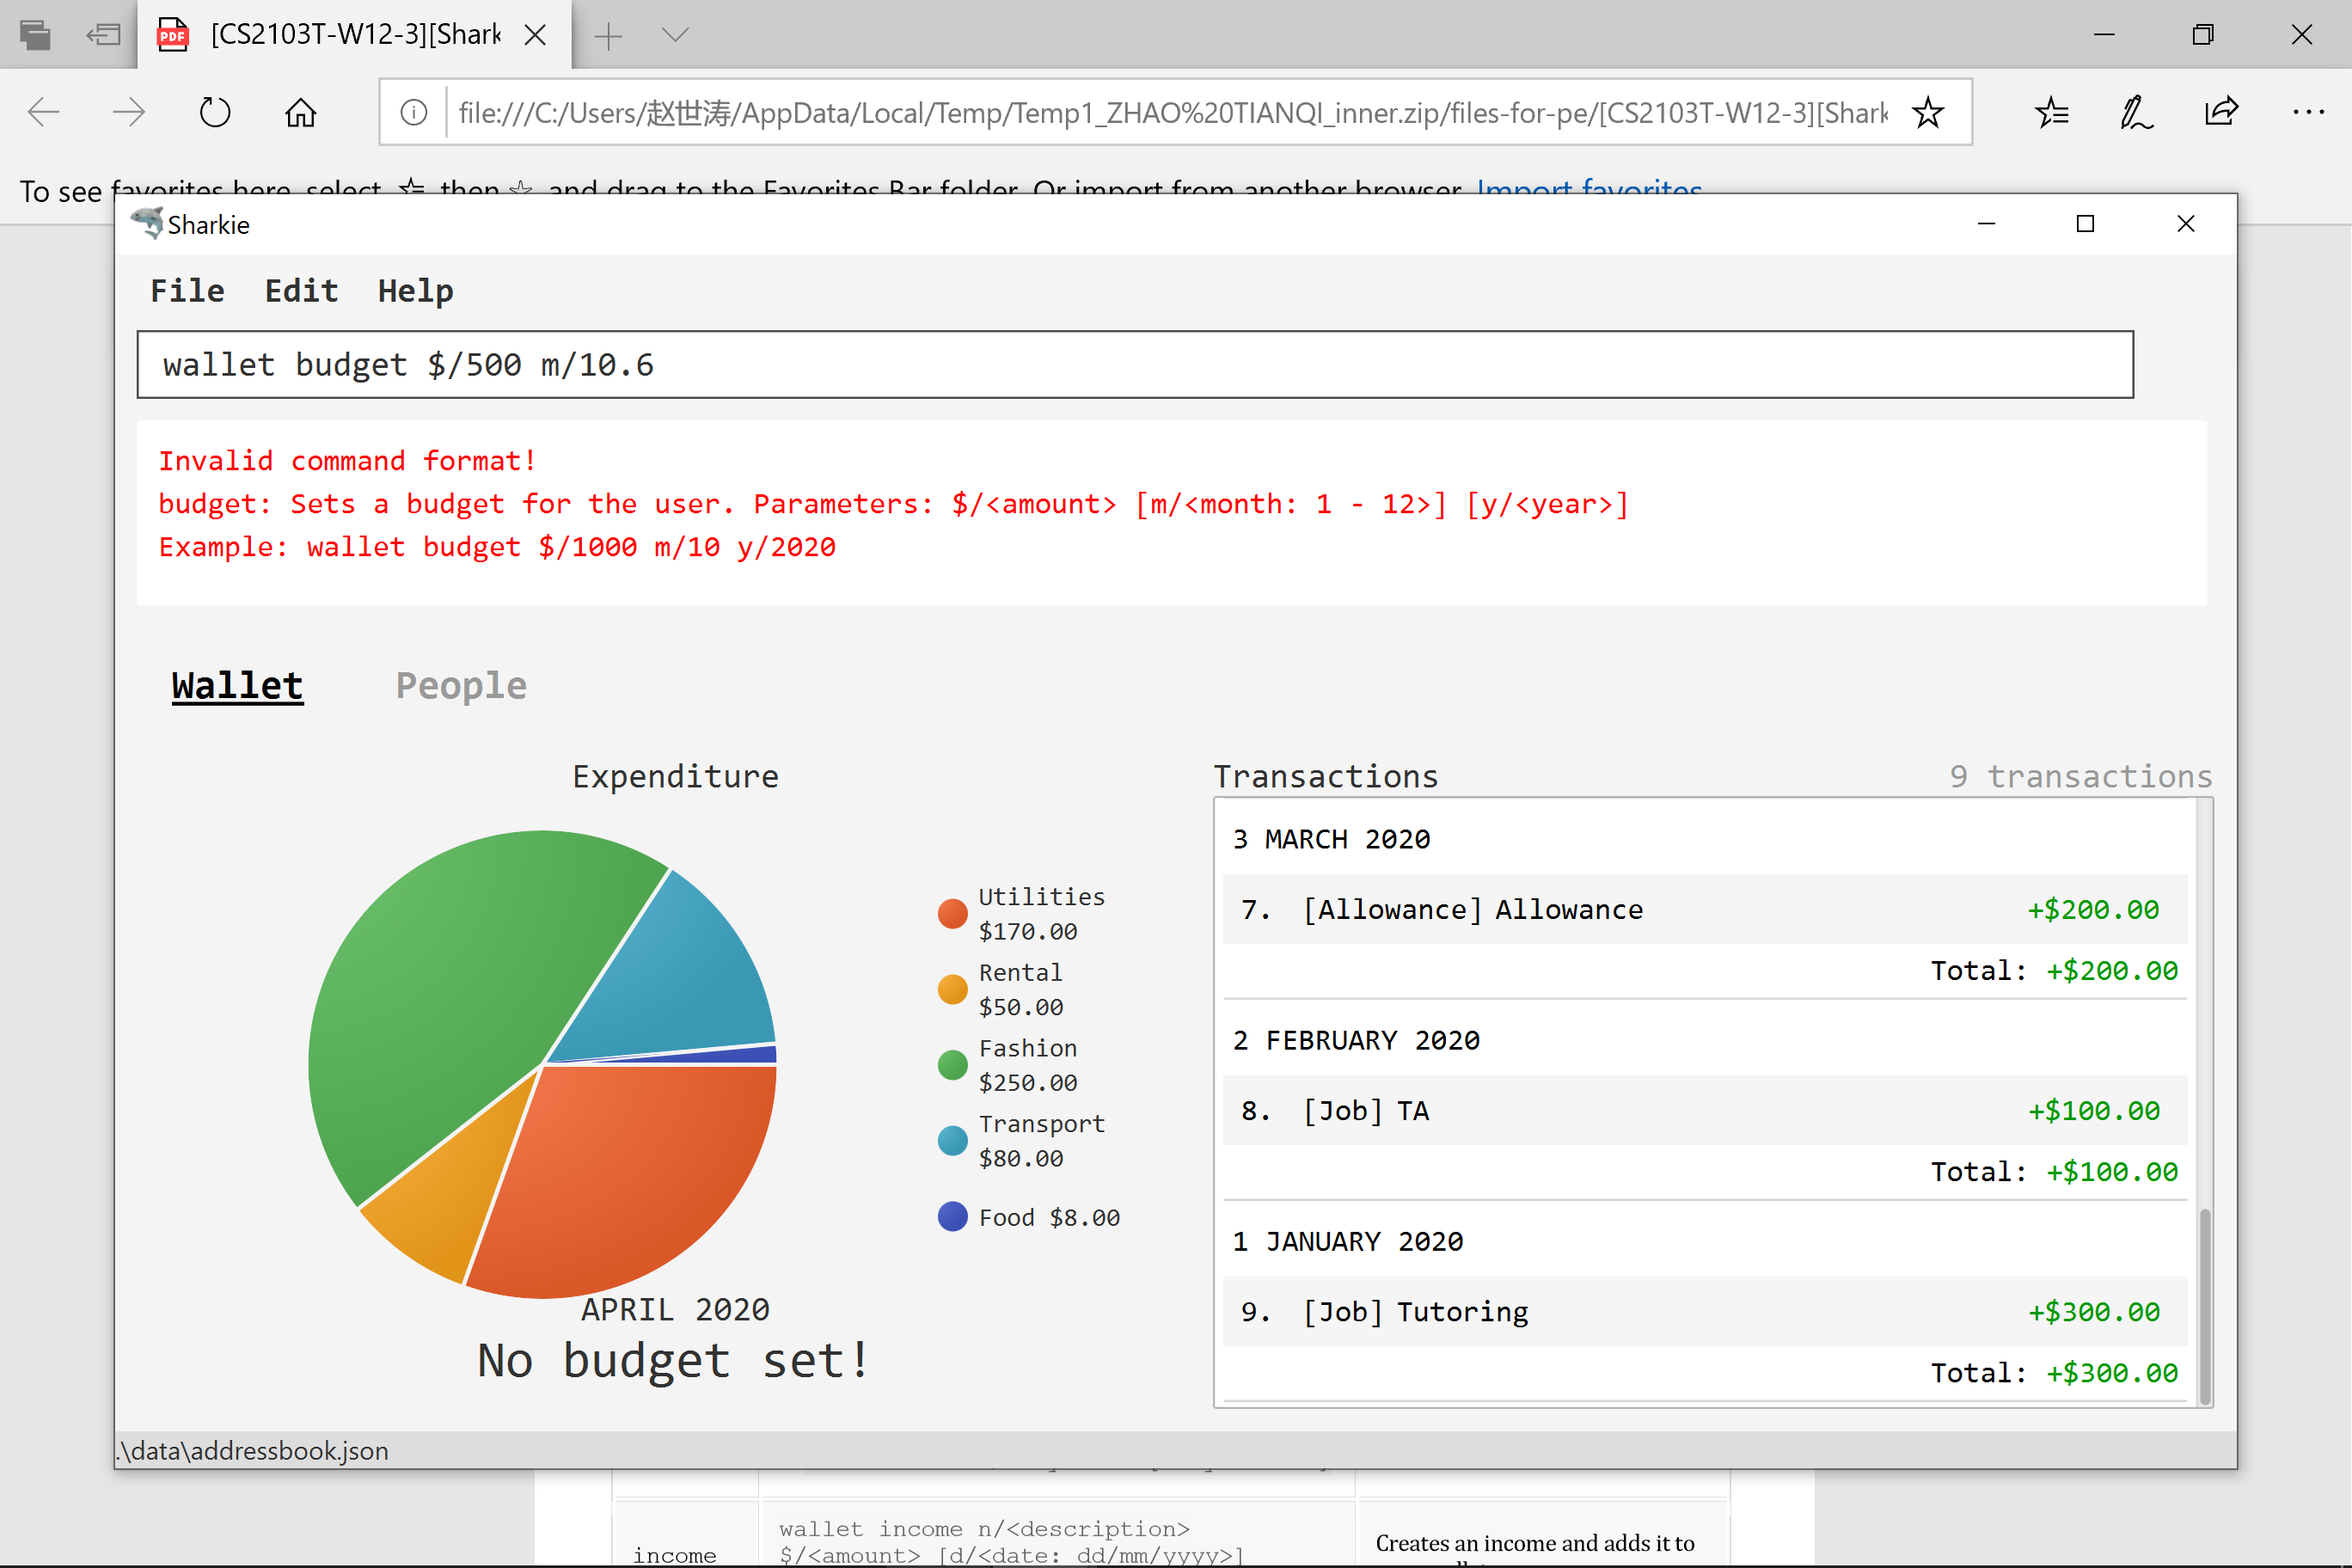 [CS2103T-W12-3][Shark
file:///C:/Users/赵世涛/AppData/Local/Temp/Temp1_ZHAO%20TIANQI_inner.zip/files-for-pe/[CS2103T-W12-3][Shark
To see favorites here, select then and drag to the Favorites Bar folder. Or import from another browser. Import favorites
Sharkie
File Edit Help
wallet budget $/500 m/10.6
Invalid command format!
budget: Sets a budget for the user. Parameters: $/<amount> [m/<month: 1 - 12>] [y/<year>]
Example: wallet budget $/1000 m/10 y/2020
Wallet People
Expenditure
Utilities
$170.00
Rental
$50.00
Fashion
$250.00
Transport
$80.00
Food $8.00
APRIL 2020
No budget set!
Transactions 9 transactions
3 MARCH 2020
7. [Allowance] Allowance +$200.00
Total: +$200.00
2 FEBRUARY 2020
8. [Job] TA +$100.00
Total: +$100.00
1 JANUARY 2020
9. [Job] Tutoring +$300.00
Total: +$300.00
.\data\addressbook.json
wallet income n/<description>
income $/<amount> [d/<date: dd/mm/yyyy>]
Creates an income and adds it to